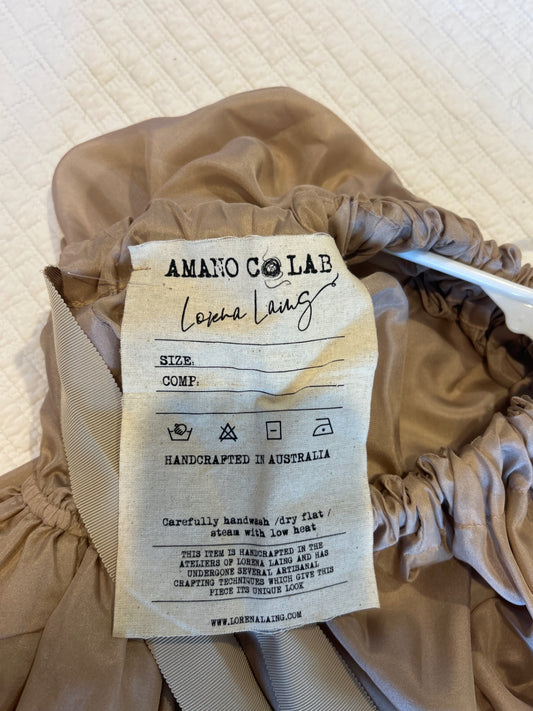 AMANO COLAB
Lorena Laing
SIZE:
COMP:
HANDCRAFTED IN AUSTRALIA
Carefully handwash /dry flat /
steam with low heat
THIS ITEM IS HANDCRAFTED IN THE
ATELIERS OF LORENA LAING AND HAS
UNDERGONE SEVERAL ARTISANAL
CRAFTING TECHNIQUES WHICH GIVE THIS
PIECE ITS UNIQUE LOOK
WWW.LORENALAING.COM